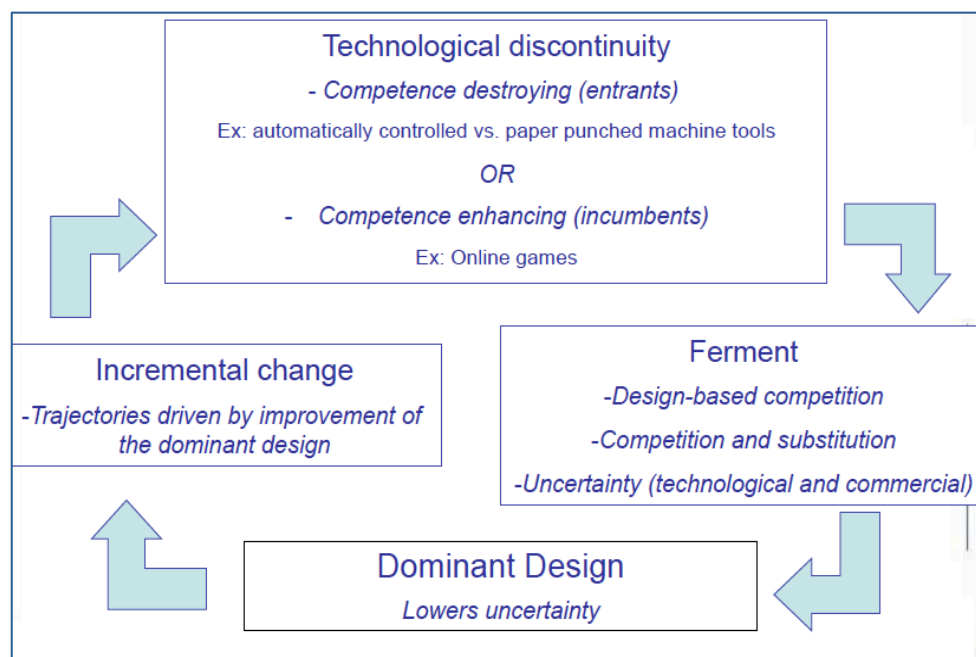 Technological discontinuity
- Competence destroying (entrants)
Ex: automatically controlled vs. paper punched machine tools
OR
- Competence enhancing (incumbents)
Ex: Online games
Ferment
-Design-based competition
-Competition and substitution
-Uncertainty (technological and commercial)
Dominant Design
Lowers uncertainty
Incremental change
-Trajectories driven by improvement of
the dominant design